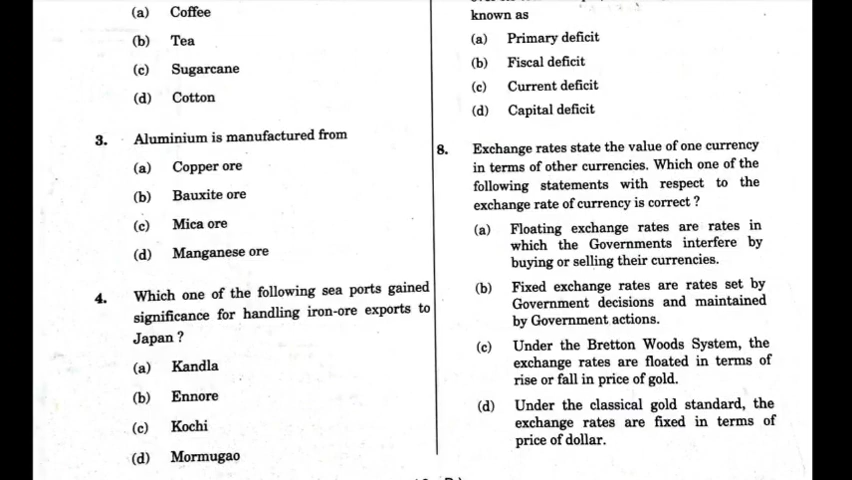 (a) Coffee
(b) Tea
(c) Sugarcane
(d) Cotton
3. Aluminium is manufactured from
(a) Copper ore
(b) Bauxite ore
(c) Mica ore
(d) Manganese ore
4. Which one of the following sea ports gained
significance for handling iron-ore exports to
Japan ?
(a) Kandla
(b) Ennore
(c) Kochi
(d) Mormugao
known as
(a) Primary deficit
(b) Fiscal deficit
(c) Current deficit
(d) Capital deficit
8. Exchange rates state the value of one currency
in terms of other currencies. Which one of the
following statements with respect to the
exchange rate of currency is correct ?
(a) Floating exchange rates are rates in
which the Governments interfere by
buying or selling their currencies.
(b) Fixed exchange rates are rates set by
Government decisions and maintained
by Government actions.
(c) Under the Bretton Woods System, the
exchange rates are floated in terms of
rise or fall in price of gold.
(d) Under the classical gold standard, the
exchange rates are fixed in terms of
price of dollar.